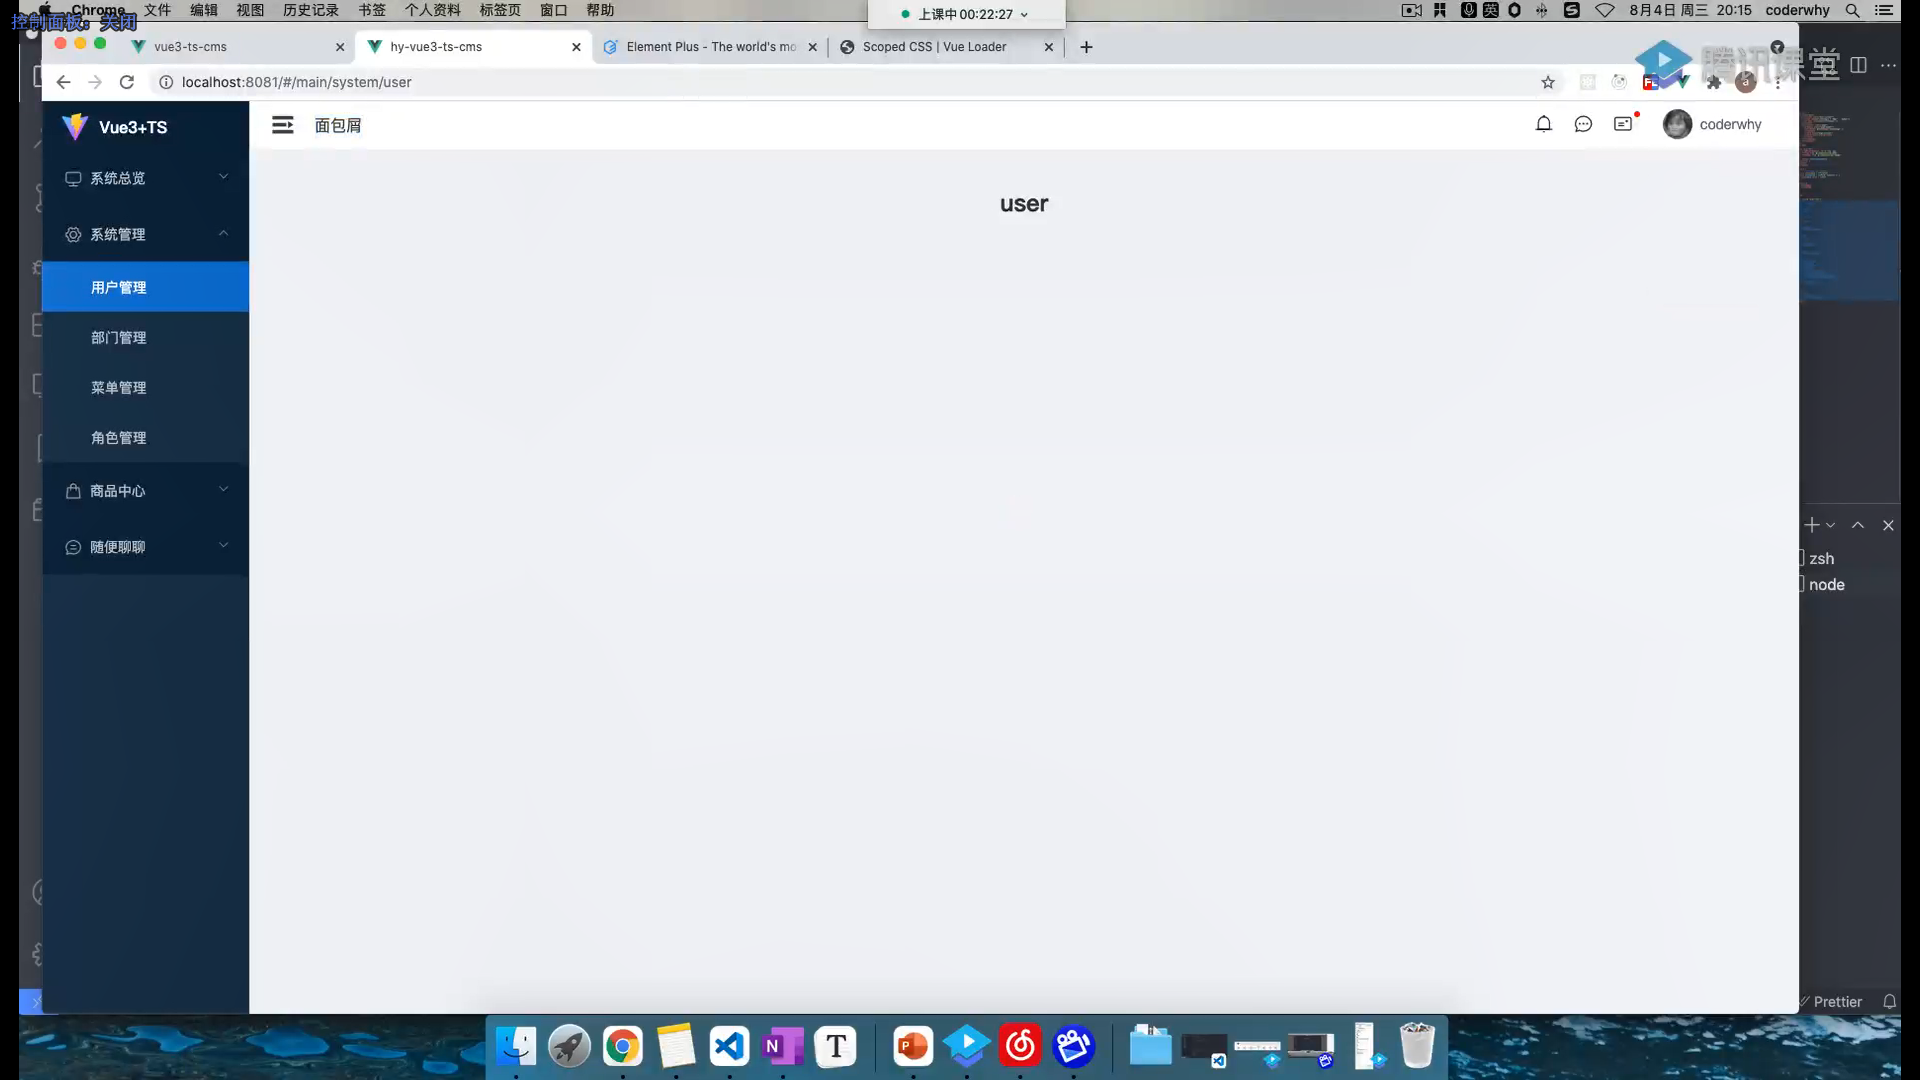 Chrome 文件 编辑 视图 历史记录 书签 个人资料 标签页 窗口 帮助
上课中 00:22:27
英
8月4日 周三 20:15 coderwhy
控制面板：关闭
vue3-ts-cms
hy-vue3-ts-cms
Element Plus - The world's mo
Scoped CSS | Vue Loader
腾讯课堂
localhost:8081/#/main/system/user
a
Vue3+TS
面包屑
coderwhy
系统总览
user
系统管理
用户管理
部门管理
菜单管理
角色管理
商品中心
随便聊聊
zsh
node
Prettier
N
T
P